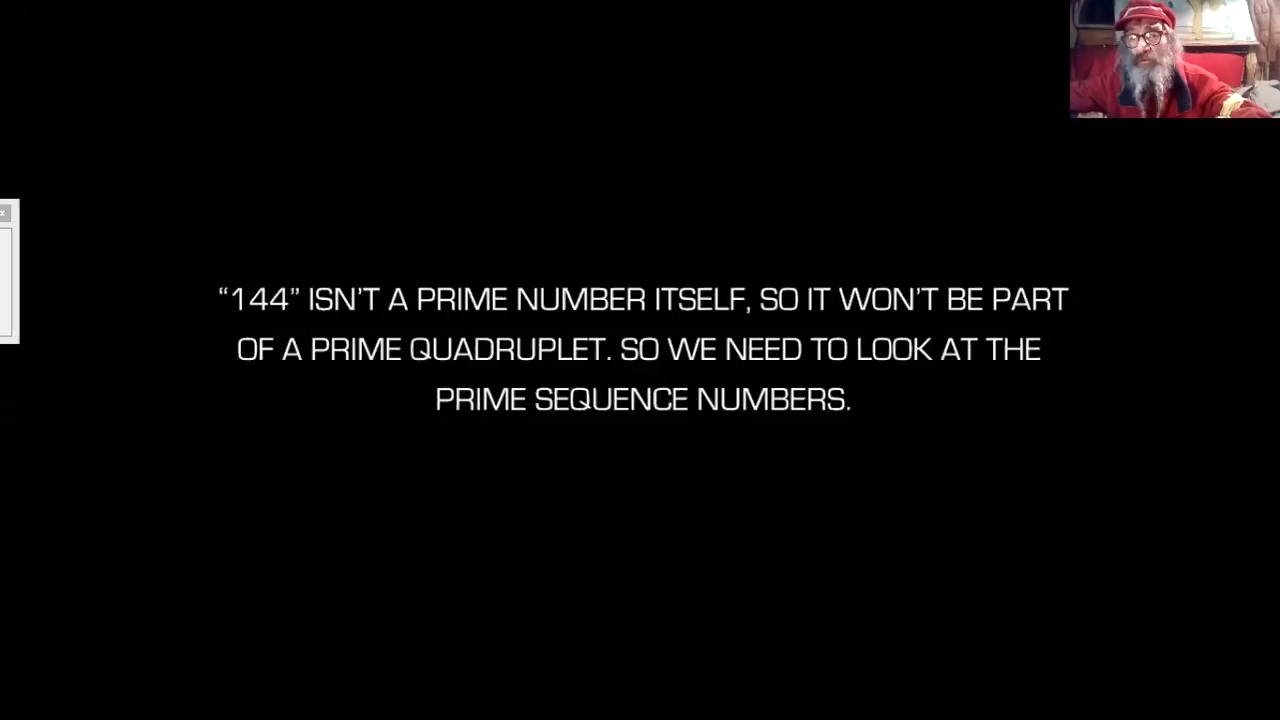 “144” ISN’T A PRIME NUMBER ITSELF, SO IT WON’T BE PART
OF A PRIME QUADRUPLET. SO WE NEED TO LOOK AT THE
PRIME SEQUENCE NUMBERS.